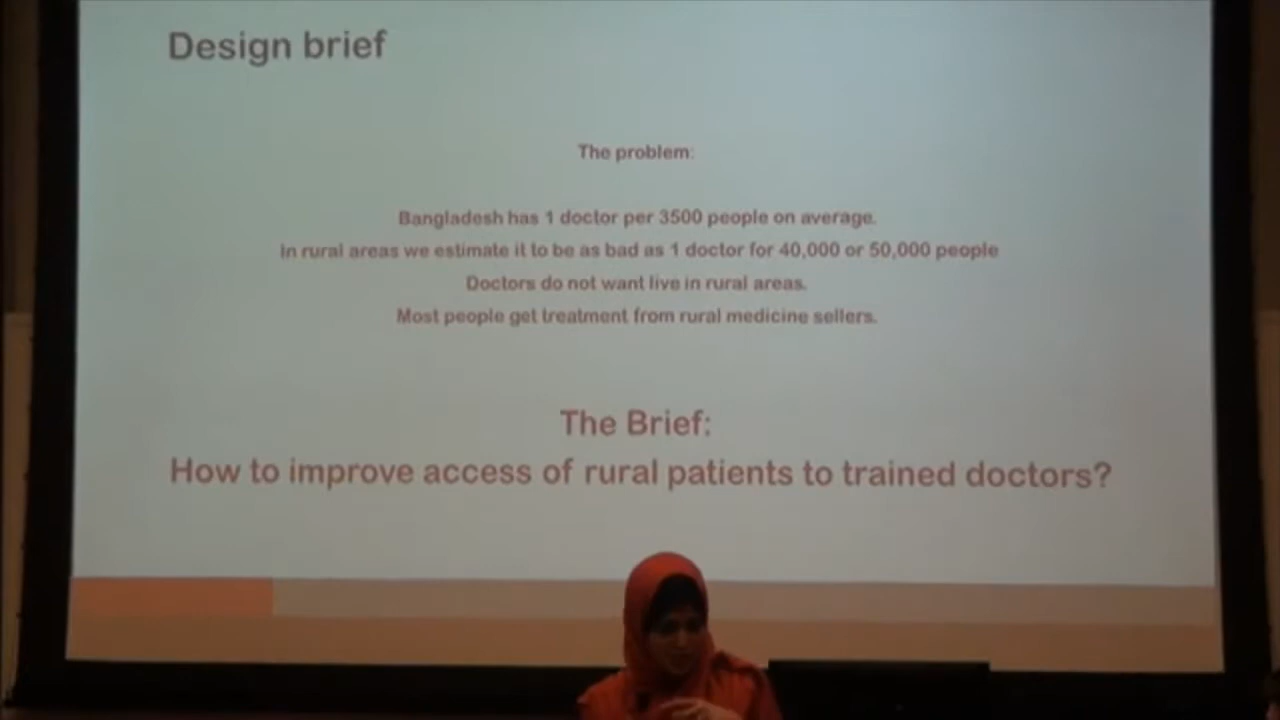 Design brief
The problem:
Bangladesh has 1 doctor per 3500 people on average.
In rural areas we estimate it to be as bad as 1 doctor for 40,000 or 50,000 people
Doctors do not want live in rural areas.
Most people get treatment from rural medicine sellers.
The Brief:
How to improve access of rural patients to trained doctors?